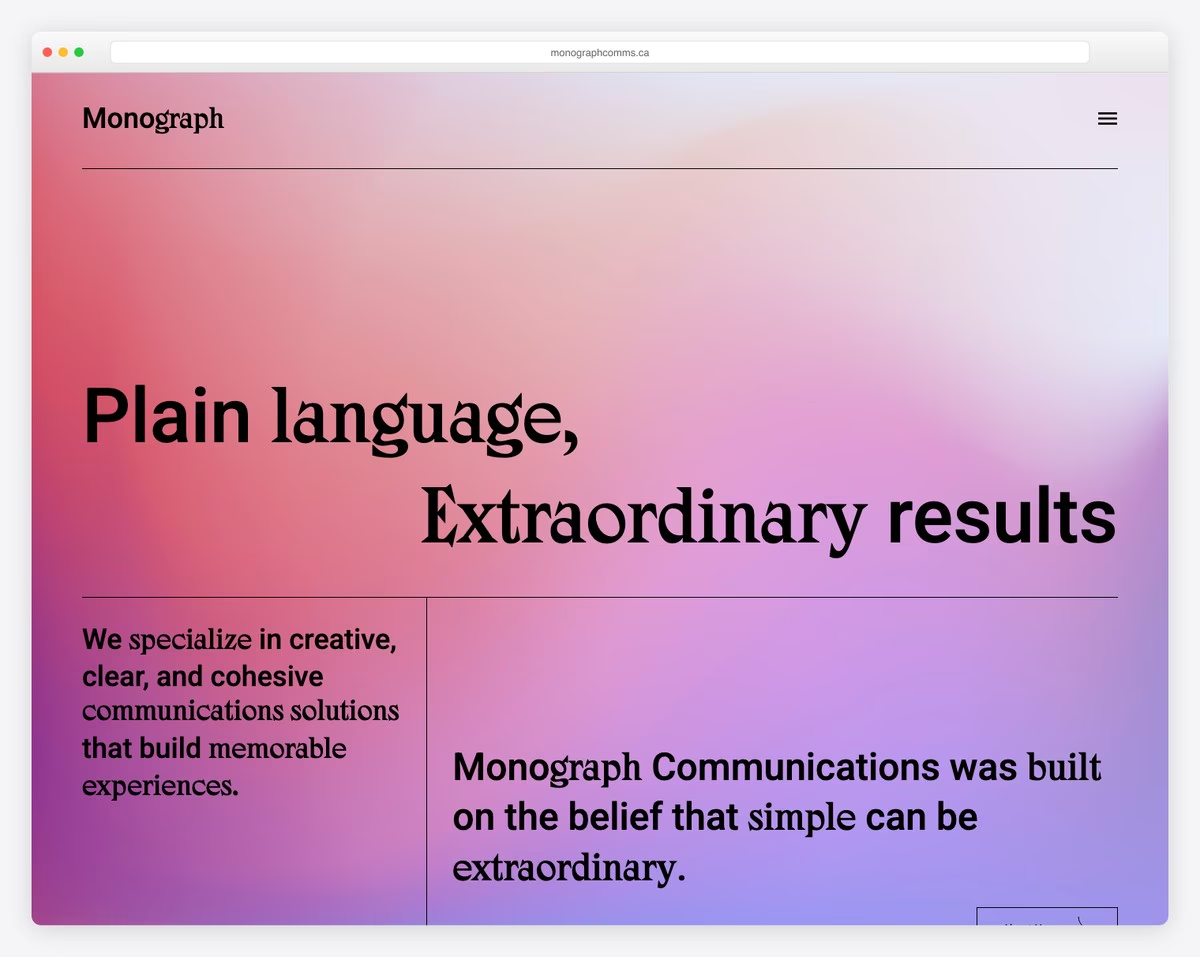 monographcomms.ca
Monograph
Plain language,
Extraordinary results
We specialize in creative,
clear, and cohesive
communications solutions
that build memorable
experiences.
Monograph Communications was built
on the belief that simple can be
extraordinary.